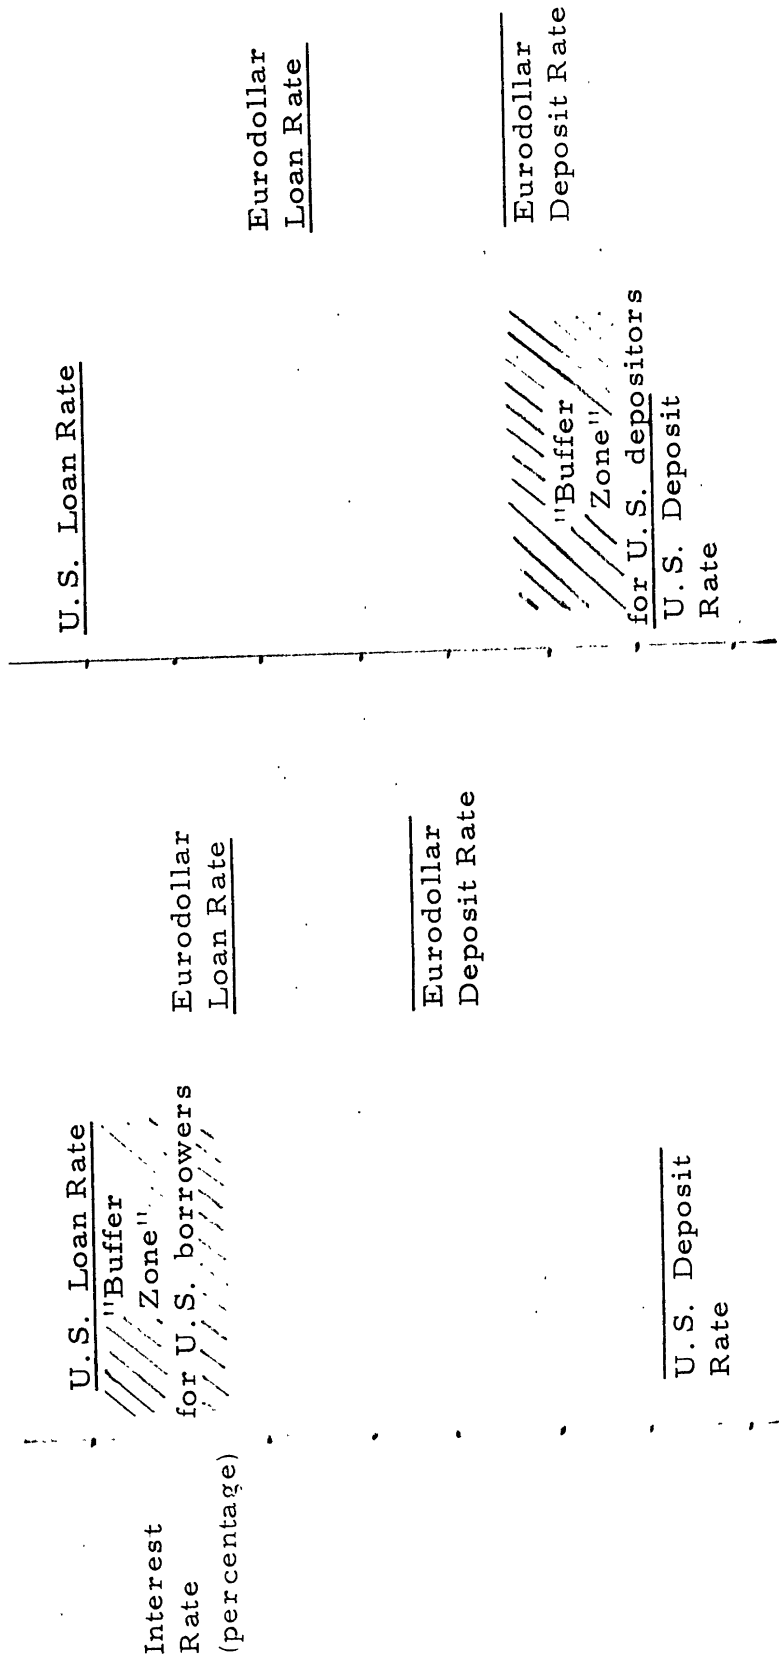 Interest
Rate
(percentage)
U.S. Loan Rate
"Buffer
Zone"
for U.S. borrowers
Eurodollar
Loan Rate
Eurodollar
Deposit Rate
U.S. Deposit
Rate
U.S. Loan Rate
Eurodollar
Loan Rate
"Buffer
Zone"
for U.S. depositors
U.S. Deposit
Rate
Eurodollar
Deposit Rate